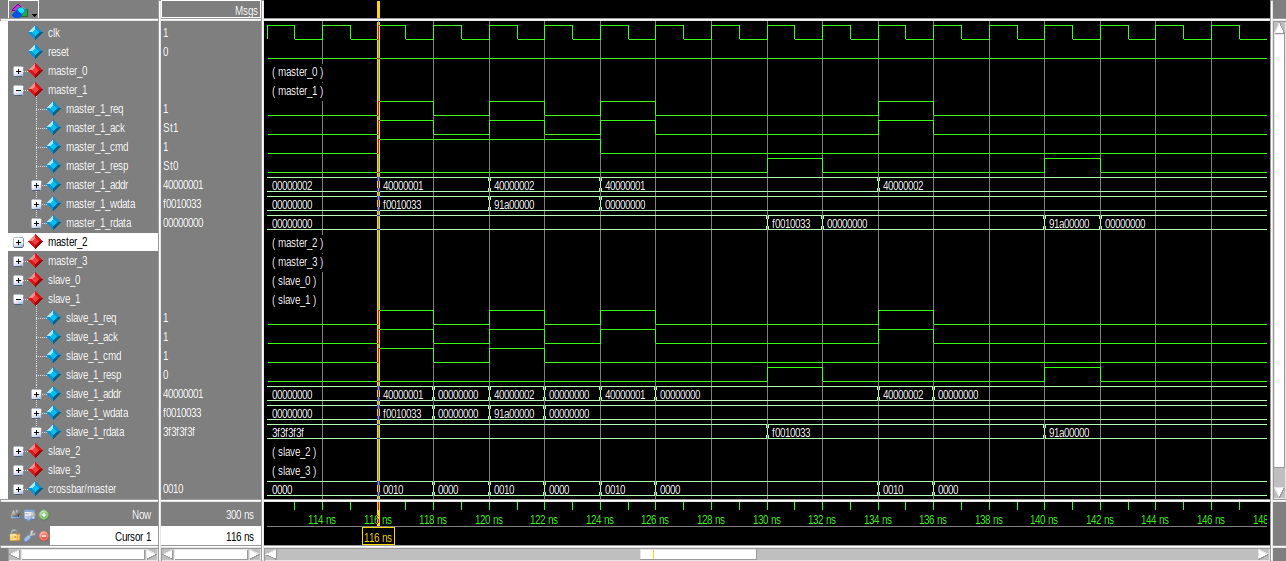 Msgs
clk 1
reset 0
master_0 ( master_0 )
master_1 ( master_1 )
master_1_req 1
master_1_ack St1
master_1_cmd 1
master_1_resp St0
master_1_addr 40000001 00000002 40000001 40000002 40000001 40000002
master_1_wdata f0010033 00000000 f0010033 91a00000 00000000
master_1_rdata 00000000 00000000 f0010033 00000000 91a00000 00000000
master_2 ( master_2 )
master_3 ( master_3 )
slave_0 ( slave_0 )
slave_1 ( slave_1 )
slave_1_req 1
slave_1_ack 1
slave_1_cmd 1
slave_1_resp 0
slave_1_addr 40000001 00000000 40000001 00000000 40000002 00000000 40000001 00000000 40000002 00000000
slave_1_wdata f0010033 00000000 f0010033 00000000 91a00000 00000000
slave_1_rdata 3f3f3f3f 3f3f3f3f f0010033 91a00000
slave_2 ( slave_2 )
slave_3 ( slave_3 )
crossbar/master 0010 0000 0010 0000 0010 0000 0010 0000 0010 0000
Now 300 ns 114 ns 116 ns 118 ns 120 ns 122 ns 124 ns 126 ns 128 ns 130 ns 132 ns 134 ns 136 ns 138 ns 140 ns 142 ns 144 ns 146 ns 148
Cursor 1 116 ns 116 ns